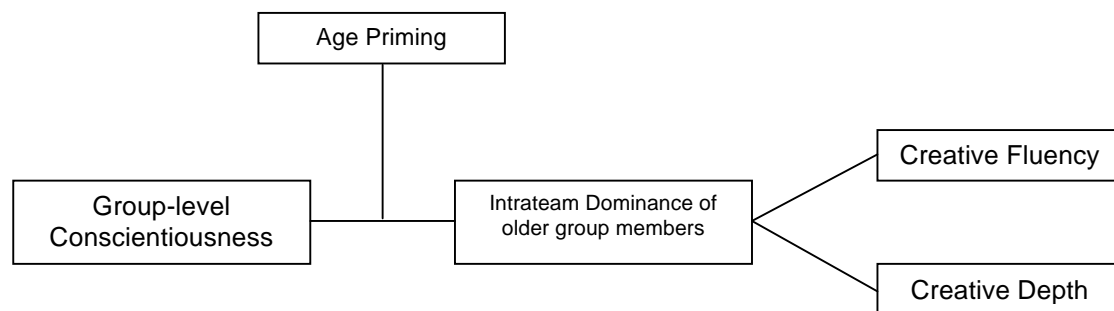 Age Priming
Group-level
Conscientiousness
Intrateam Dominance of
older group members
Creative Fluency
Creative Depth